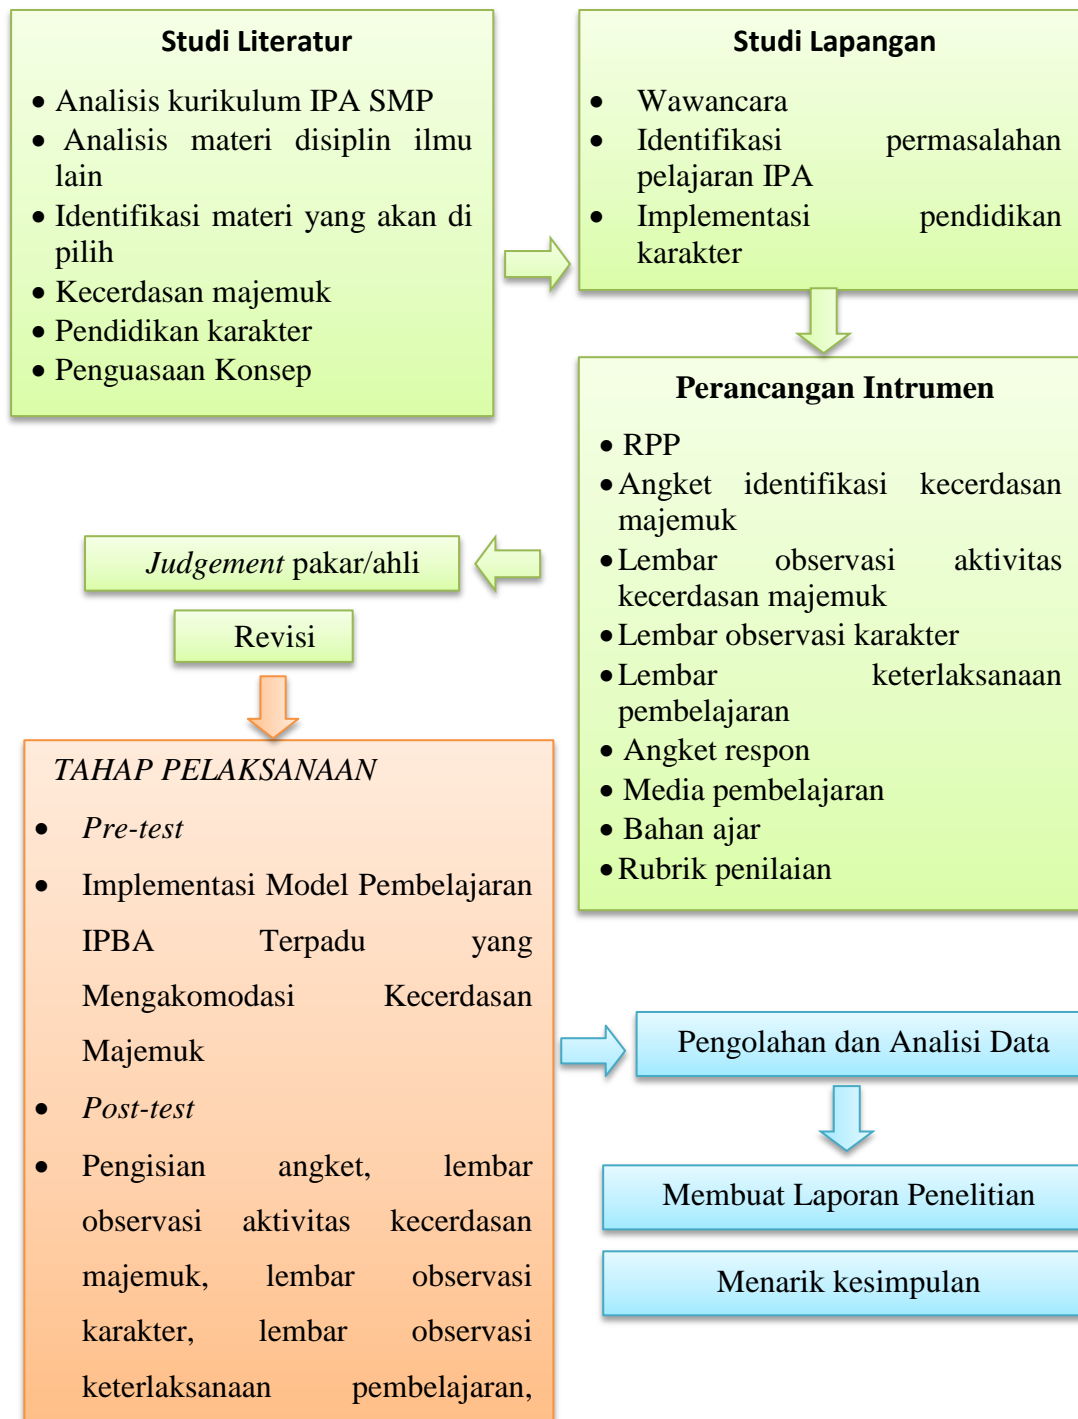 Studi Literatur
• Analisis kurikulum IPA SMP
• Analisis materi disiplin ilmu
lain
• Identifikasi materi yang akan di
pilih
• Kecerdasan majemuk
• Pendidikan karakter
• Penguasaan Konsep
Studi Lapangan
• Wawancara
• Identifikasi permasalahan
pelajaran IPA
• Implementasi pendidikan
karakter
Perancangan Intrumen
• RPP
• Angket identifikasi kecerdasan
majemuk
• Lembar observasi aktivitas
kecerdasan majemuk
• Lembar observasi karakter
• Lembar keterlaksanaan
pembelajaran
• Angket respon
• Media pembelajaran
• Bahan ajar
• Rubrik penilaian
Judgement pakar/ahli
Revisi
TAHAP PELAKSANAAN
• Pre-test
• Implementasi Model Pembelajaran
IPBA Terpadu yang
Mengakomodasi Kecerdasan
Majemuk
• Post-test
• Pengisian angket, lembar
observasi aktivitas kecerdasan
majemuk, lembar observasi
karakter, lembar observasi
keterlaksanaan pembelajaran,
Pengolahan dan Analisi Data
Membuat Laporan Penelitian
Menarik kesimpulan